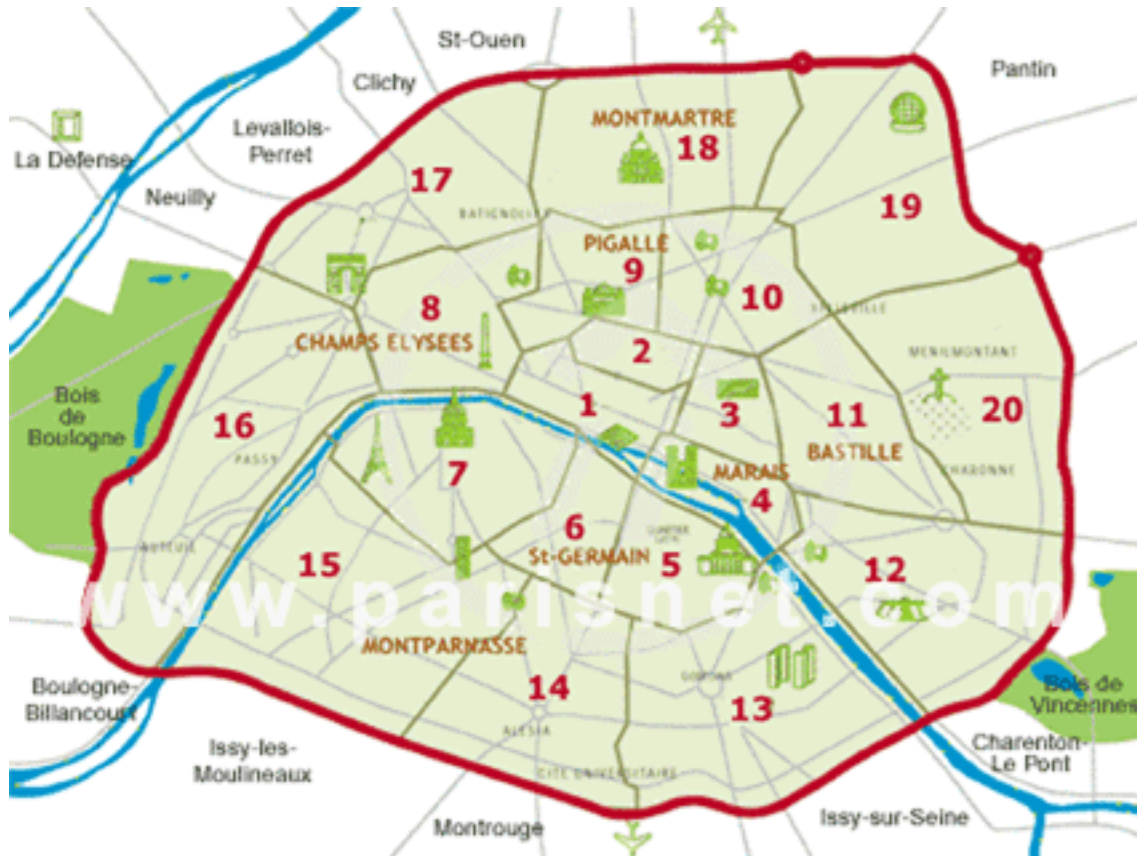 St-Ouen
Clichy
Pantin
Levallois-
Perret
La Defense
Neuilly
MONTMARTRE
18
17
19
BATIGNOLLES
PIGALLE
9
10
8
BELLEVILLE
CHAMPS ELYSEES
2
MENILMONTANT
Bois
de
Boulogne
1
3
11
20
16
BASTILLE
PASSY
7
MARAIS
4
CHARONNE
6
QUARTIER
LATIN
St-GERMAIN
5
AUTEUIL
15
12
www.parisnet.com
MONTPARNASSE
Boulogne-
Billancourt
14
13
Bois de
Vincennes
ALESIA
Issy-les-
Moulineaux
CITE UNIVERSITAIRE
Charenton-
Le Pont
Montrouge
Issy-sur-Seine